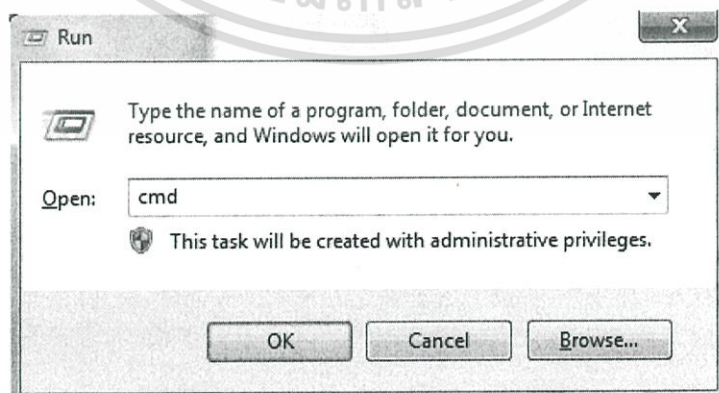 Run
Type the name of a program, folder, document, or Internet
resource, and Windows will open it for you.
Open: cmd
This task will be created with administrative privileges.
OK Cancel Browse...